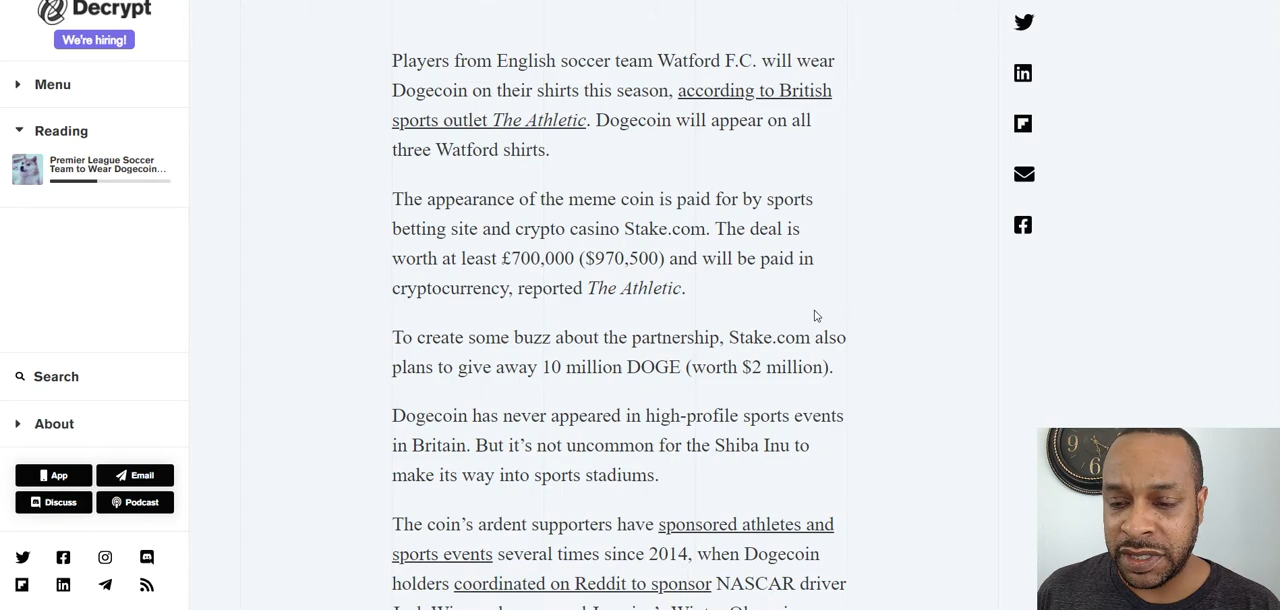 Decrypt
We're hiring!
Menu
Reading
Premier League Soccer
Team to Wear Dogecoin...
Search
About
App
Email
Discuss
Podcast
Players from English soccer team Watford F.C. will wear
Dogecoin on their shirts this season, according to British
sports outlet The Athletic. Dogecoin will appear on all
three Watford shirts.
The appearance of the meme coin is paid for by sports
betting site and crypto casino Stake.com. The deal is
worth at least £700,000 ($970,500) and will be paid in
cryptocurrency, reported The Athletic.
To create some buzz about the partnership, Stake.com also
plans to give away 10 million DOGE (worth $2 million).
Dogecoin has never appeared in high-profile sports events
in Britain. But it’s not uncommon for the Shiba Inu to
make its way into sports stadiums.
The coin’s ardent supporters have sponsored athletes and
sports events several times since 2014, when Dogecoin
holders coordinated on Reddit to sponsor NASCAR driver
9
6